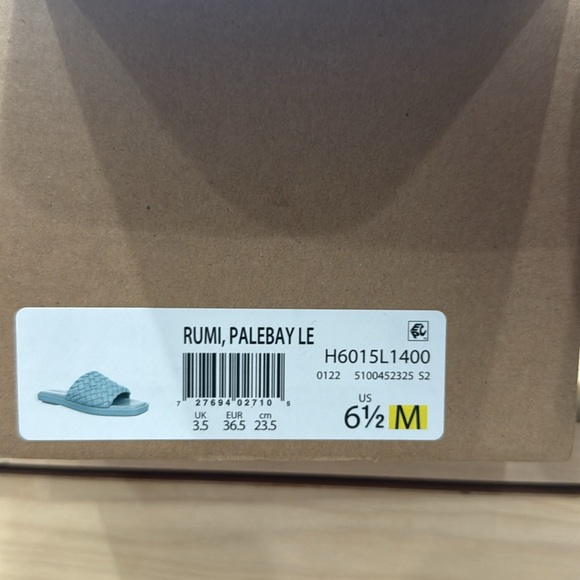 RUMI, PALEBAY LE
H6015L1400
0122 5100452325 S2
7 27694 02710 5
UK EUR cm
3.5 36.5 23.5
US
6½ M